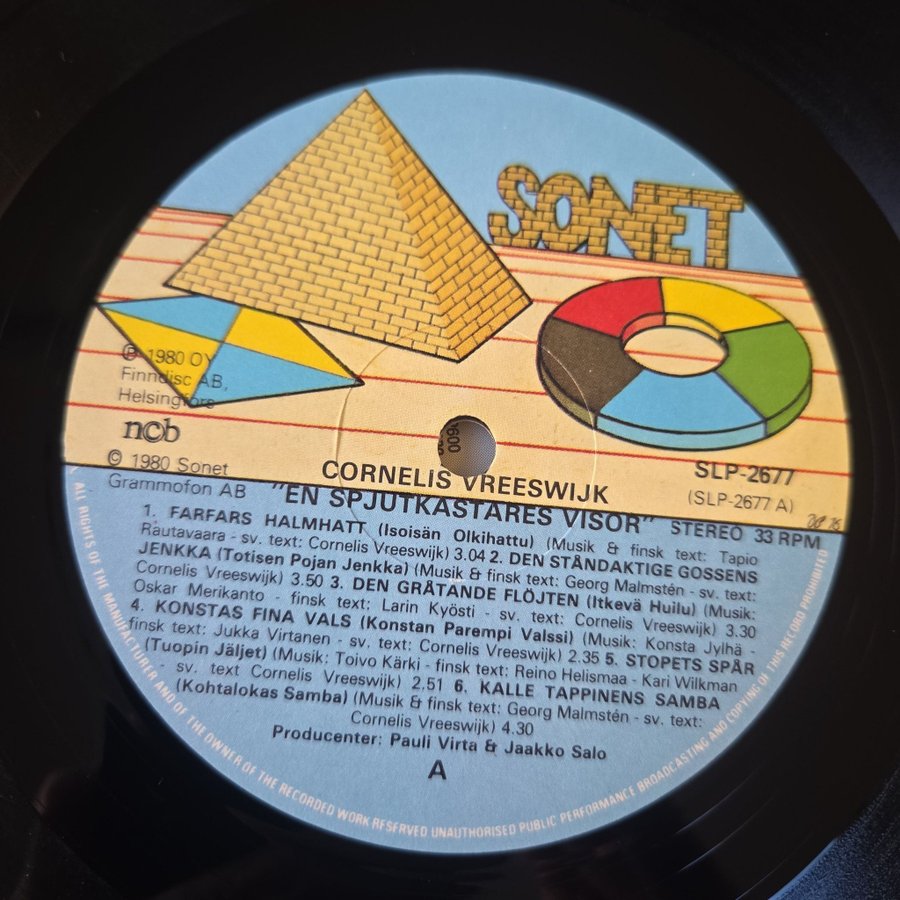 SONET
℗ 1980 OY
Finndisc AB,
Helsingfors
ncb
© 1980 Sonet
Grammofon AB
SLP-2677
(SLP-2677 A)
CORNELIS VREESWIJK
"EN SPJUTKASTARES VISOR"
STEREO 33 RPM
1. FARFARS HALMHATT (Isoisän Olkihattu) (Musik & finsk text: Tapio
Rautavaara - sv. text: Cornelis Vreeswijk) 3.04 2. DEN STÅNDAKTIGE GOSSENS
JENKKA (Totisen Pojan Jenkka) (Musik & finsk text: Georg Malmstén - sv. text:
Cornelis Vreeswijk) 3.50 3. DEN GRÅTANDE FLÖJTEN (Itkevä Huilu) (Musik:
Oskar Merikanto - finsk text: Larin Kyösti - sv. text: Cornelis Vreeswijk) 3.30
4. KONSTAS FINA VALS (Konstan Parempi Valssi) (Musik: Konsta Jylhä -
finsk text: Jukka Virtanen - sv. text: Cornelis Vreeswijk) 2.35 5. STOPETS SPÅR
(Tuopin Jäljet) (Musik: Toivo Kärki - finsk text: Reino Helismaa - Kari Wilkman
- sv. text Cornelis Vreeswijk) 2,51 6. KALLE TAPPINENS SAMBA
(Kohtalokas Samba) (Musik & finsk text: Georg Malmstén - sv. text:
Cornelis Vreeswijk) 4.30
Producenter: Pauli Virta & Jaakko Salo
A
ALL RIGHTS OF THE MANUFACTURER AND OF THE OWNER OF THE RECORDED WORK RESERVED UNAUTHORISED PUBLIC PERFORMANCE BROADCASTING AND COPYING OF THIS RECORD PROHIBITED